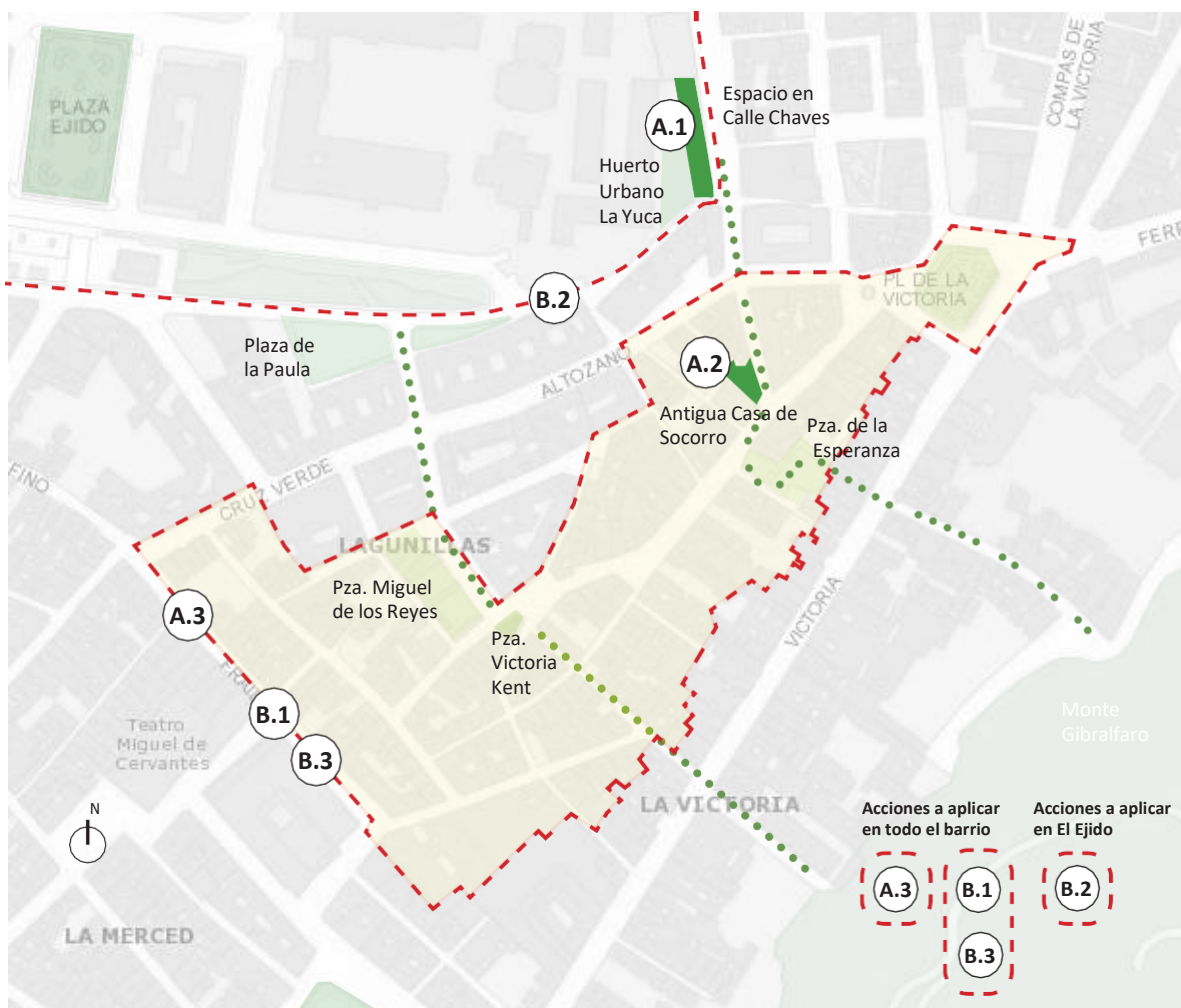 PLAZA
EJIDO
A.1
Espacio en
Calle Chaves
COMPAS DE
LA VICTORIA
Huerto
Urbano
La Yuca
FERR
PL DE LA
VICTORIA
B.2
Plaza de
la Paula
ALTOZANO
A.2
Antigua Casa de
Socorro
Pza. de la
Esperanza
FINO
CRUZ VERDE
LAGUNILLAS
Pza. Miguel
de los Reyes
VICTORIA
A.3
Pza.
Victoria
Kent
FRAILES
B.1
Teatro
Miguel de
Cervantes
B.3
Monte
Gibralfaro
LA VICTORIA
N
LA MERCED
Acciones a aplicar
en todo el barrio
Acciones a aplicar
en El Ejido
A.3
B.1
B.2
B.3